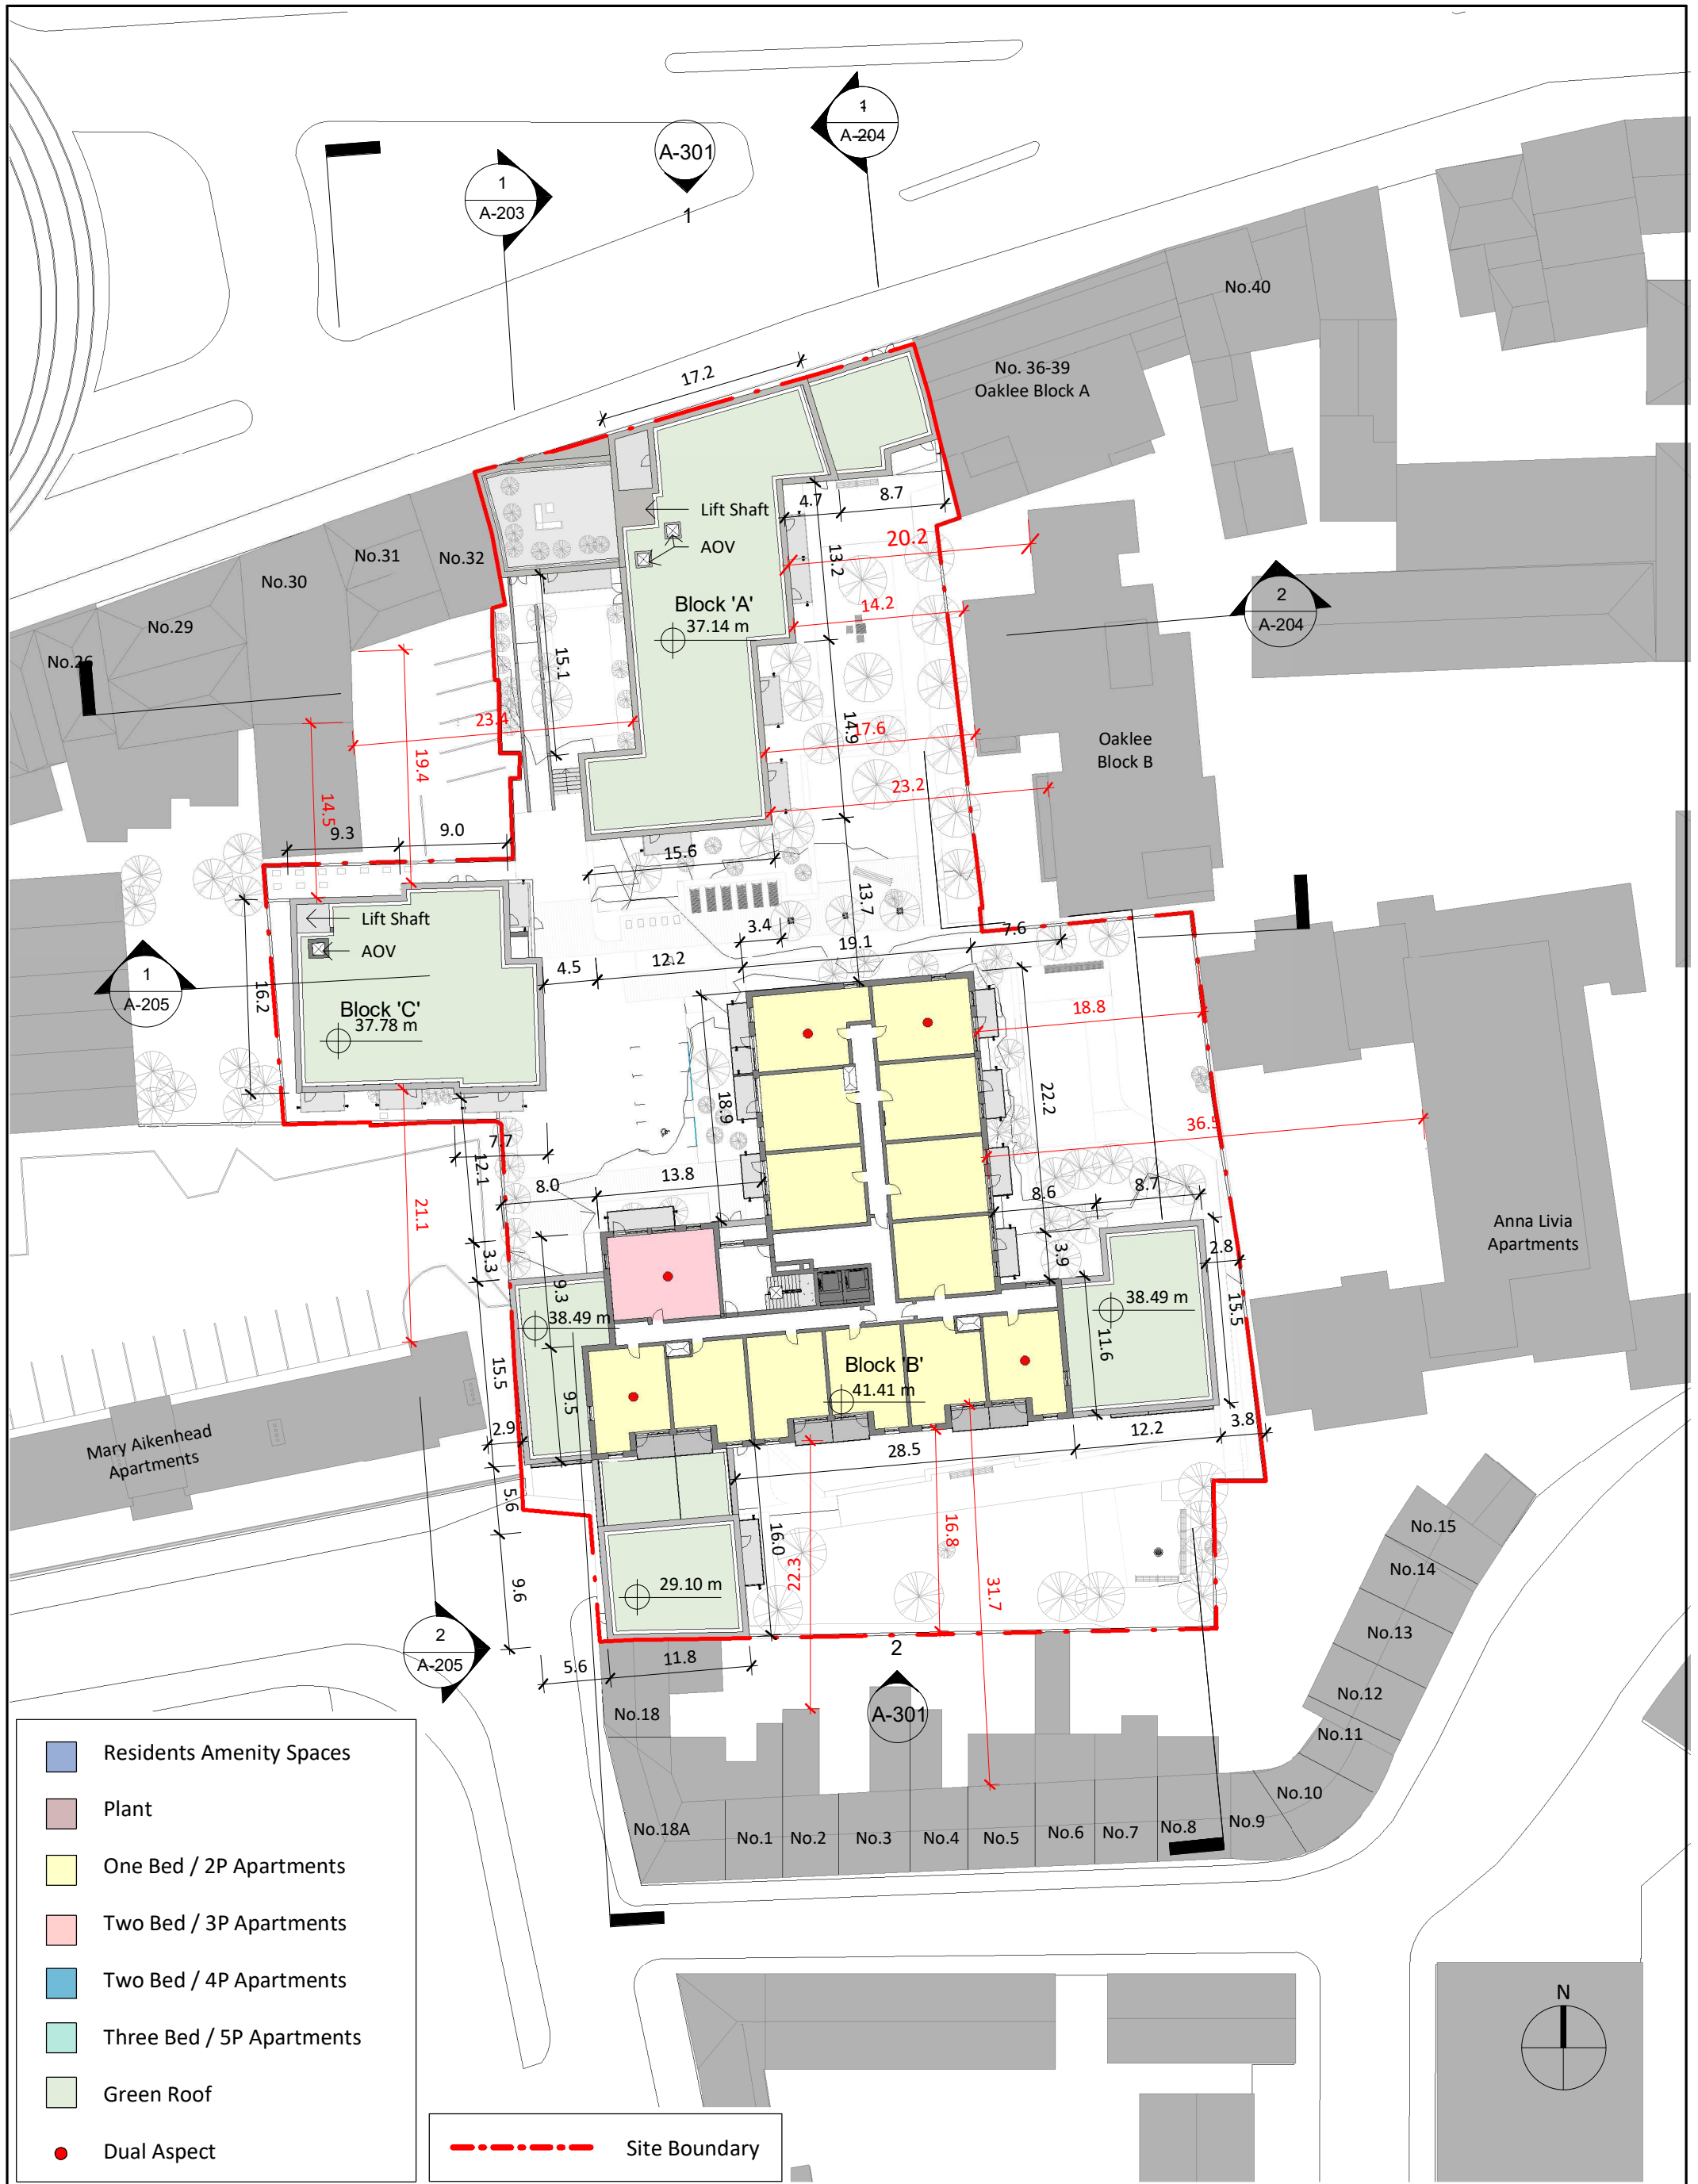 1
A-204
1
A-203
A-301
1
No.40
No. 36-39
Oaklee Block A
17.2
Lift Shaft
AOV
4.7
8.7
20.2
13.2
No.32
No.31
No.30
No.29
No.26
Block 'A'
37.14 m
14.2
2
A-204
15.1
23.4
19.4
14.5
14.9
17.6
23.2
Oaklee
Block B
9.3
9.0
15.6
13.7
3.4
19.1
7.6
Lift Shaft
AOV
4.5
12.2
1
A-205
16.2
Block 'C'
37.78 m
18.8
18.9
22.2
36.5
7.7
12.1
8.0
13.8
8.6
8.7
21.1
3.3
9.3
3.9
2.8
Anna Livia
Apartments
38.49 m
38.49 m
15.5
11.6
Block 'B'
41.41 m
15.5
9.5
2.9
28.5
12.2
3.8
Mary Aikenhead
Apartments
5.6
16.0
16.8
22.3
31.7
9.6
29.10 m
No.15
No.14
No.13
No.12
No.11
No.10
No.9
2
A-205
5.6
11.8
2
A-301
No.18
No.18A
No.1
No.2
No.3
No.4
No.5
No.6
No.7
No.8
Residents Amenity Spaces
Plant
One Bed / 2P Apartments
Two Bed / 3P Apartments
Two Bed / 4P Apartments
Three Bed / 5P Apartments
Green Roof
Dual Aspect
Site Boundary
N